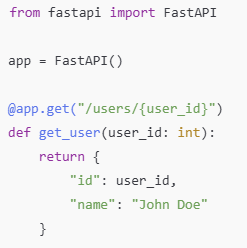 from fastapi import FastAPI

app = FastAPI()

@app.get("/users/{user_id}")
def get_user(user_id: int):
    return {
        "id": user_id,
        "name": "John Doe"
    }